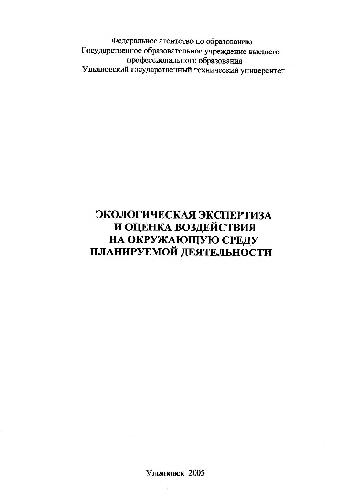 Федеральное агентство по образованию
Государственное образовательное учреждение высшего
профессионального образования
Ульяновский государственный технический университет
ЭКОЛОГИЧЕСКАЯ ЭКСПЕРТИЗА
И ОЦЕНКА ВОЗДЕЙСТВИЯ
НА ОКРУЖАЮЩУЮ СРЕДУ
ПЛАНИРУЕМОЙ ДЕЯТЕЛЬНОСТИ
Ульяновск 2005